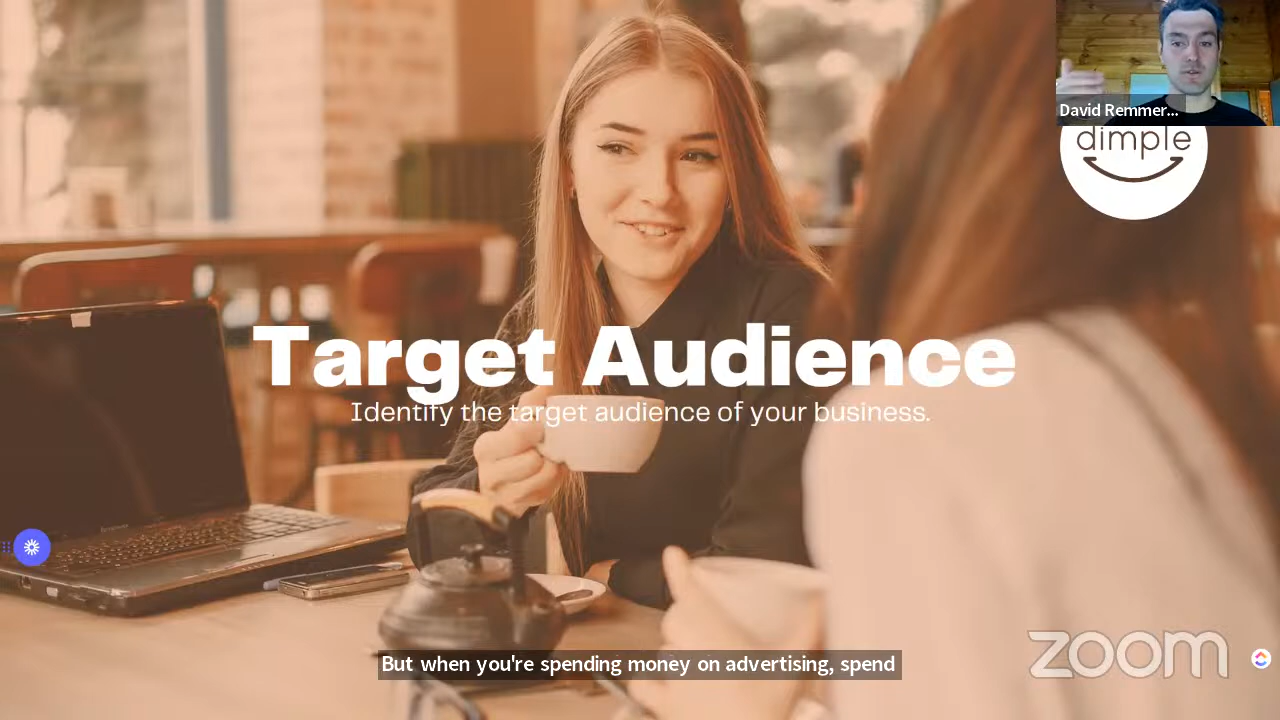 David Remmer...
dimple
Target Audience
Identify the target audience of your business.
zoom
But when you're spending money on advertising, spend